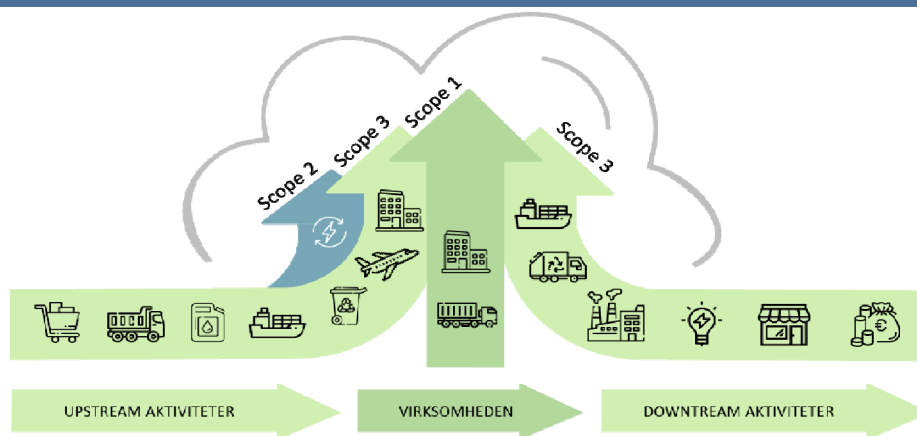 Scope 1
Scope 3
Scope 2
Scope 3
UPSTREAM AKTIVITETER
VIRKSOMHEDEN
DOWNTREAM AKTIVITETER